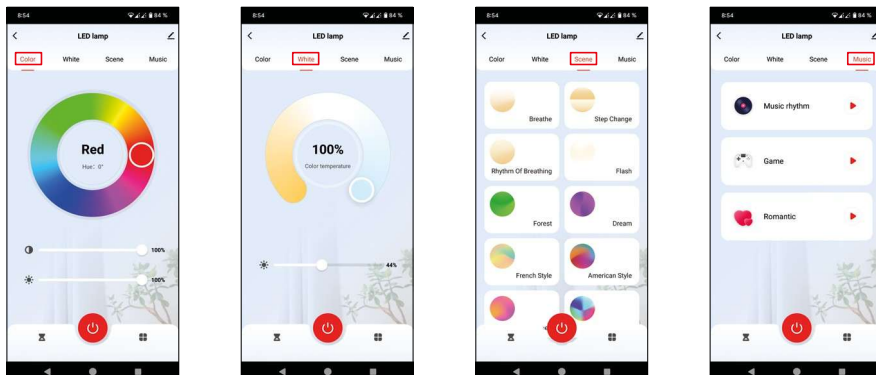 8:54 84 %
LED lamp
Color White Scene Music
Red
Hue: 0°
100%
100%
8:54 84 %
LED lamp
Color White Scene Music
100%
Color temperature
44%
8:54 84 %
LED lamp
Color White Scene Music
Breathe Step Change
Rhythm Of Breathing Flash
Forest Dream
French Style American Style
8:54 84 %
LED lamp
Color White Scene Music
Music rhythm
Game
Romantic